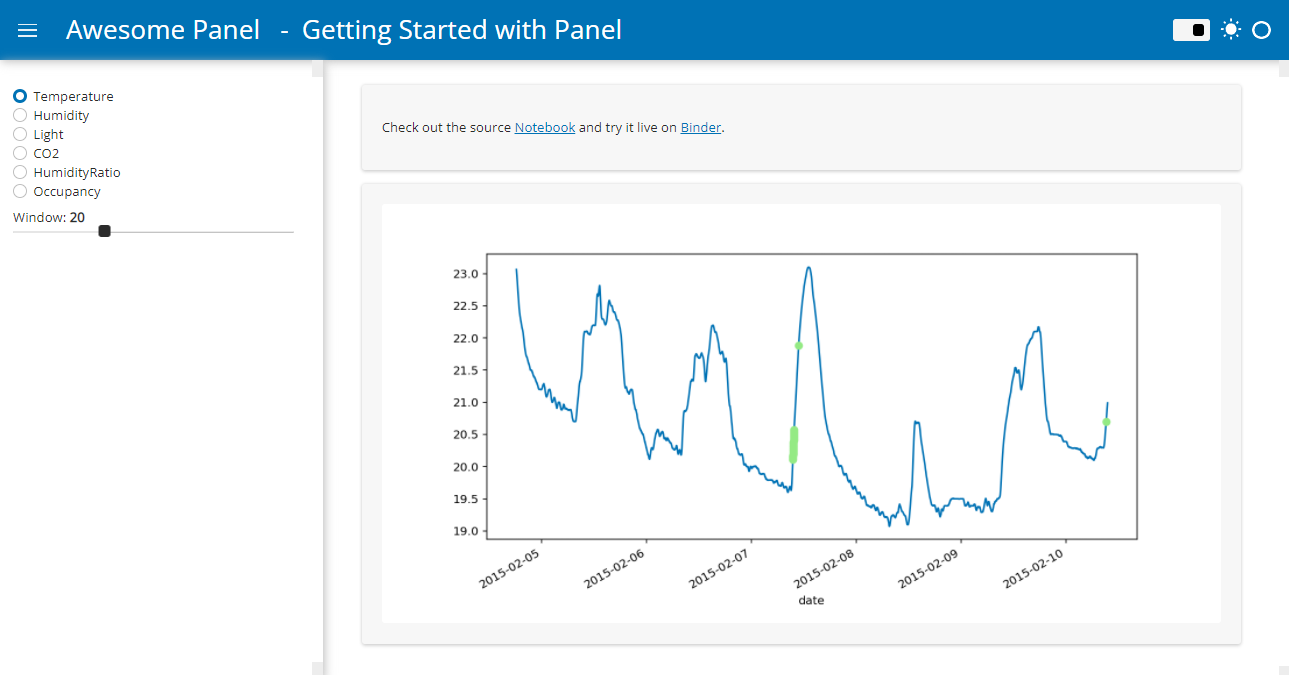 Awesome Panel - Getting Started with Panel
Temperature
Humidity
Light
CO2
HumidityRatio
Occupancy
Window: 20
Check out the source Notebook and try it live on Binder.
23.0
22.5
22.0
21.5
21.0
20.5
20.0
19.5
19.0
2015-02-05
2015-02-06
2015-02-07
2015-02-08
2015-02-09
2015-02-10
date